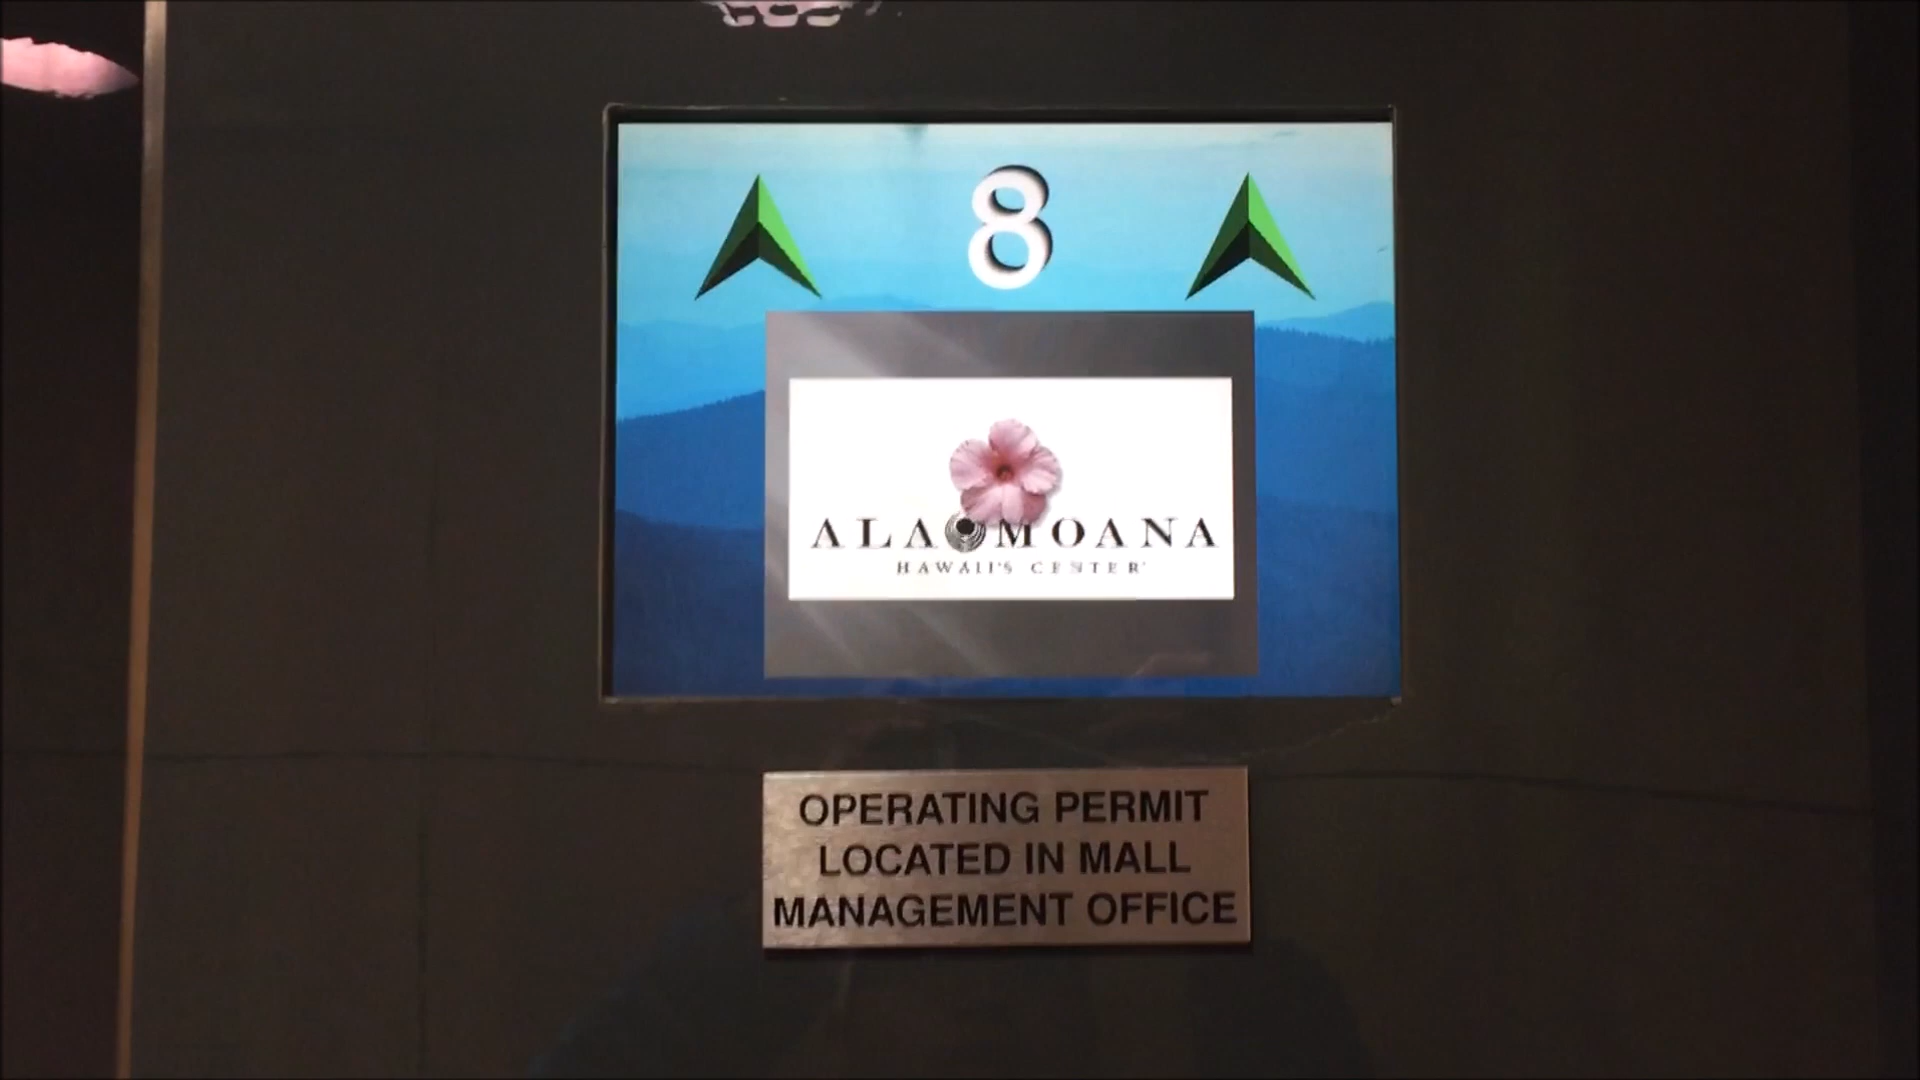 8
ALA MOANA
HAWAII'S CENTER
OPERATING PERMIT
LOCATED IN MALL
MANAGEMENT OFFICE